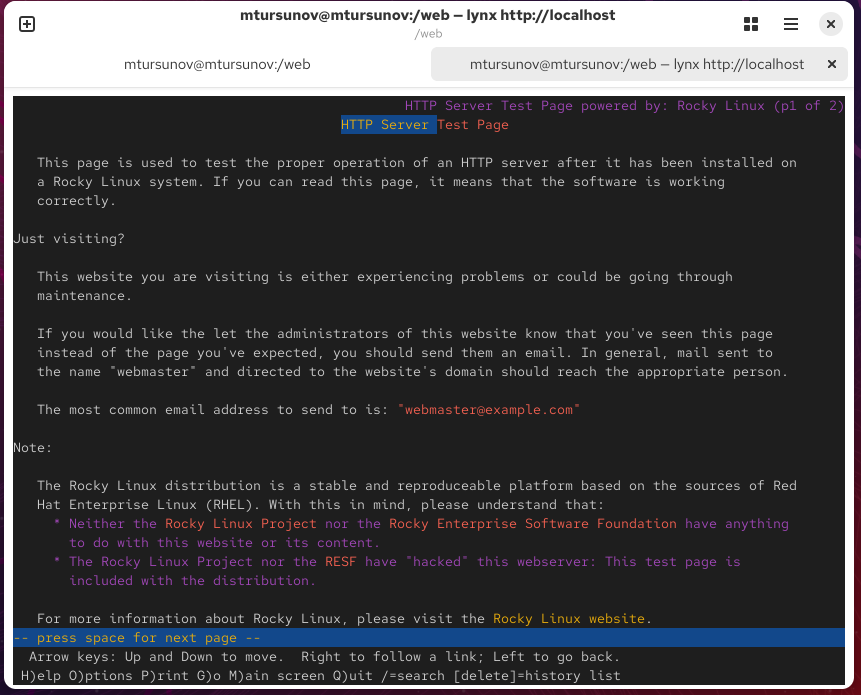 mtursunov@mtursunov:/web — lynx http://localhost
/web
mtursunov@mtursunov:/web
mtursunov@mtursunov:/web — lynx http://localhost
HTTP Server Test Page powered by: Rocky Linux (p1 of 2)
HTTP Server Test Page
This page is used to test the proper operation of an HTTP server after it has been installed on
a Rocky Linux system. If you can read this page, it means that the software is working
correctly.
Just visiting?
This website you are visiting is either experiencing problems or could be going through
maintenance.
If you would like the let the administrators of this website know that you've seen this page
instead of the page you've expected, you should send them an email. In general, mail sent to
the name "webmaster" and directed to the website's domain should reach the appropriate person.
The most common email address to send to is: "webmaster@example.com"
Note:
The Rocky Linux distribution is a stable and reproduceable platform based on the sources of Red
Hat Enterprise Linux (RHEL). With this in mind, please understand that:
* Neither the Rocky Linux Project nor the Rocky Enterprise Software Foundation have anything
to do with this website or its content.
* The Rocky Linux Project nor the RESF have "hacked" this webserver: This test page is
included with the distribution.
For more information about Rocky Linux, please visit the Rocky Linux website.
-- press space for next page --
Arrow keys: Up and Down to move.  Right to follow a link; Left to go back.
H)elp O)ptions P)rint G)o M)ain screen Q)uit /=search [delete]=history list